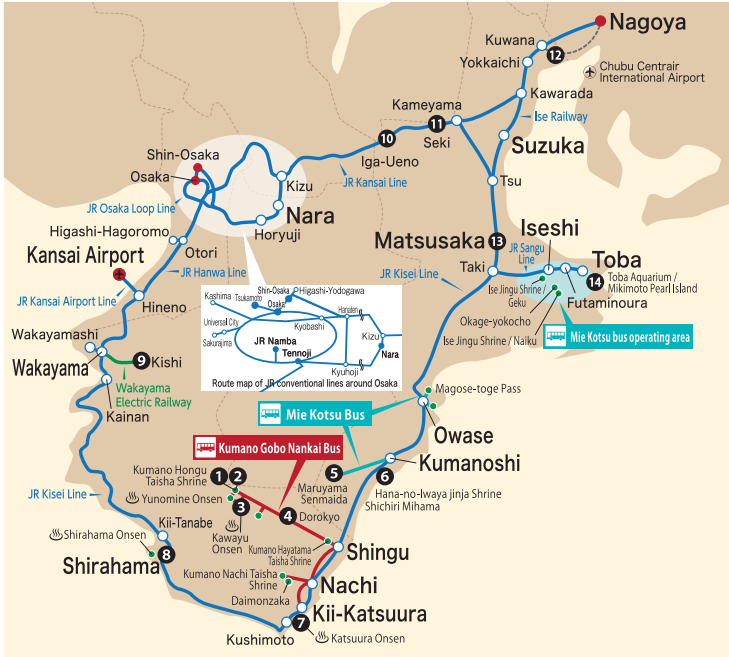 Nagoya
Kuwana
12
Yokkaichi
Chubu Centrair
International Airport
Kawarada
Kameyama
11
Seki
Ise Railway
10
Iga-Ueno
Suzuka
Shin-Osaka
Osaka
Kizu
JR Kansai Line
Tsu
JR Osaka Loop Line
Nara
Horyuji
Higashi-Hagoromo
Otori
Matsusaka
13
Iseshi
JR Sangu
Line
Toba
14
Toba Aquarium /
Mikimoto Pearl Island
Kansai Airport
JR Hanwa Line
JR Kisei Line
Taki
Futaminoura
Ise Jingu Shrine /
Geku
Okage-yokocho
Ise Jingu Shrine / Naiku
Mie Kotsu bus operating area
JR Kansai Airport Line
Hineno
Kashima
Tsukamoto
Shin-Osaka
Osaka
Higashi-Yodogawa
Hanaten
Universal City
Sakurajima
Kyobashi
Kizu
JR Namba
Tennoji
Nara
Kyuhoji
Route map of JR conventional lines around Osaka
Wakayamashi
Wakayama
9
Kishi
Wakayama
Electric Railway
Kainan
Magose-toge Pass
Mie Kotsu Bus
Owase
Kumano Gobo Nankai Bus
Kumanoshi
Kumano Hongu
Taisha Shrine
1
2
5
Maruyama
Senmaida
6
Hana-no-Iwaya jinja Shrine
Shichiri Mihama
JR Kisei Line
Yunomine Onsen
3
Kawayu
Onsen
4
Dorokyo
Kii-Tanabe
Shirahama Onsen
8
Shirahama
Kumano Hayatama
Taisha Shrine
Shingu
Kumano Nachi Taisha
Shrine
Daimonzaka
Nachi
Kii-Katsuura
7
Katsuura Onsen
Kushimoto